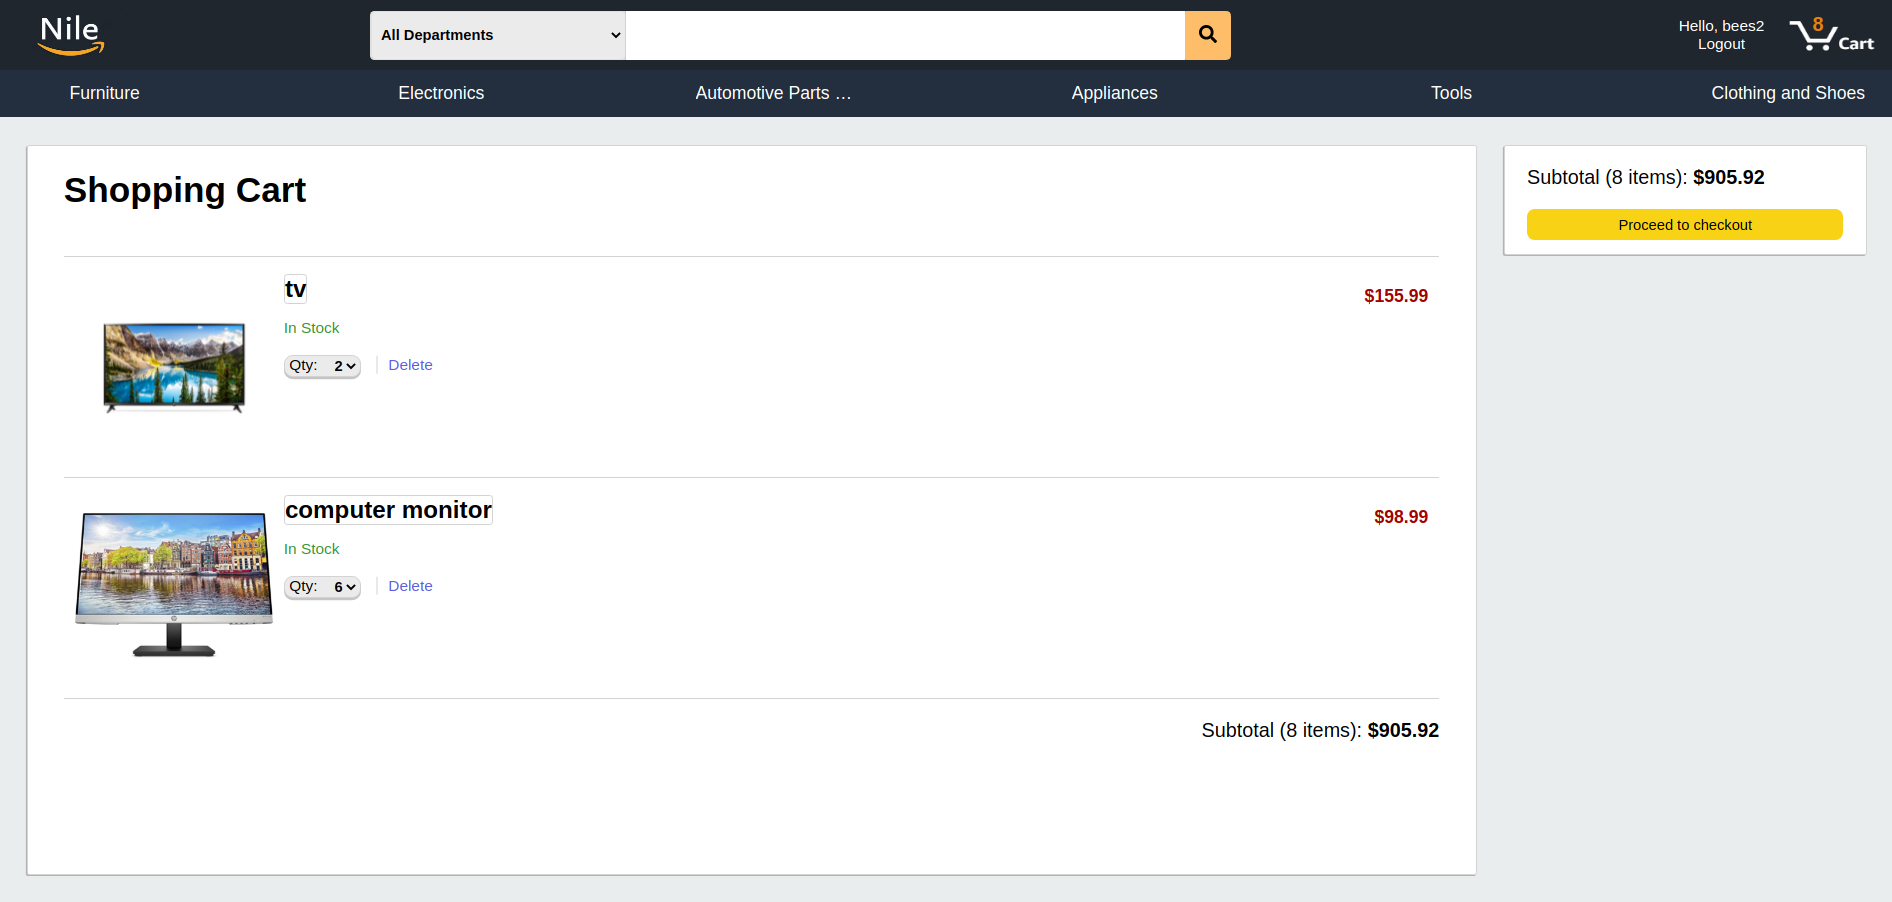 Nile
All Departments
Hello, bees2
Logout
8
Cart
Furniture
Electronics
Automotive Parts …
Appliances
Tools
Clothing and Shoes
Shopping Cart
tv
$155.99
In Stock
Qty: 2
Delete
computer monitor
$98.99
In Stock
Qty: 6
Delete
Subtotal (8 items): $905.92
Subtotal (8 items): $905.92
Proceed to checkout